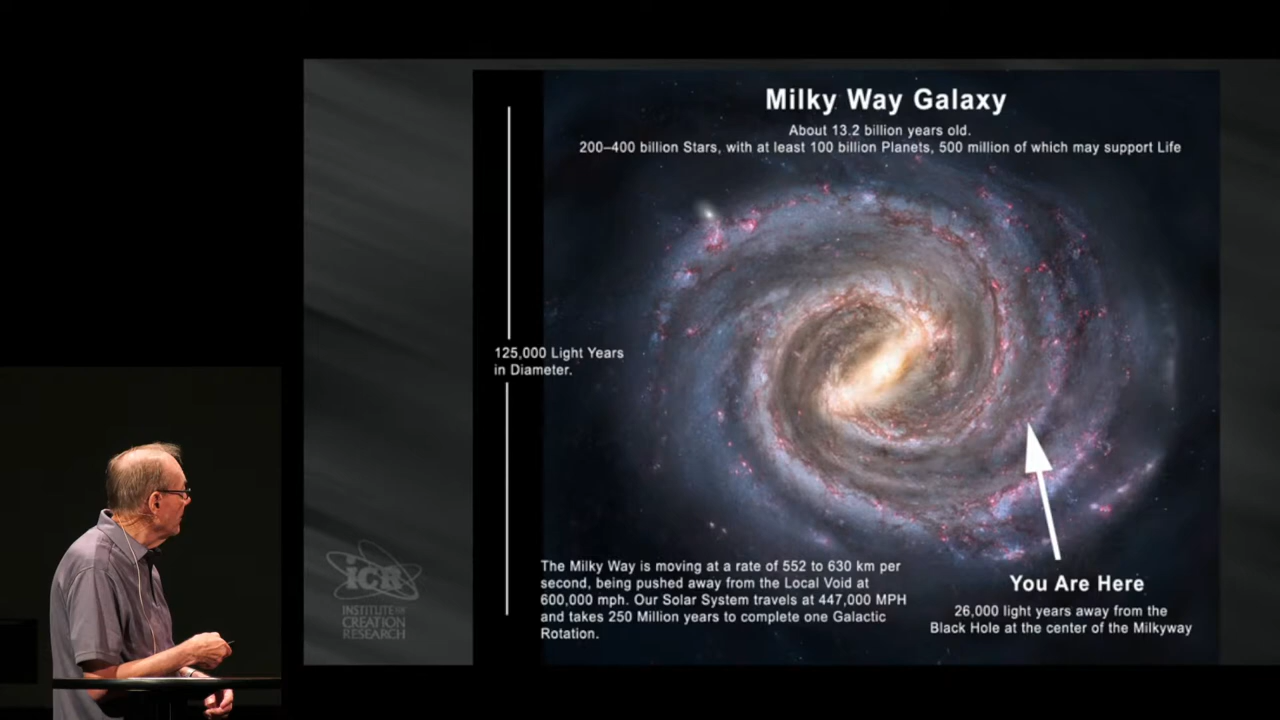 Milky Way Galaxy
About 13.2 billion years old.
200–400 billion Stars, with at least 100 billion Planets, 500 million of which may support Life
125,000 Light Years
in Diameter.
The Milky Way is moving at a rate of 552 to 630 km per
second, being pushed away from the Local Void at
600,000 mph. Our Solar System travels at 447,000 MPH
and takes 250 Million years to complete one Galactic
Rotation.
You Are Here
26,000 light years away from the
Black Hole at the center of the Milkyway
icr
INSTITUTE for
CREATION
RESEARCH